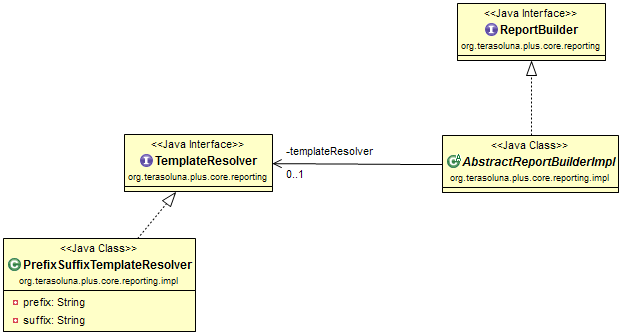 <<Java Interface>>
ReportBuilder
org.terasoluna.plus.core.reporting
<<Java Interface>>
TemplateResolver
org.terasoluna.plus.core.reporting
-templateResolver
0..1
<<Java Class>>
AbstractReportBuilderImpl
org.terasoluna.plus.core.reporting.impl
<<Java Class>>
PrefixSuffixTemplateResolver
org.terasoluna.plus.core.reporting.impl
prefix: String
suffix: String